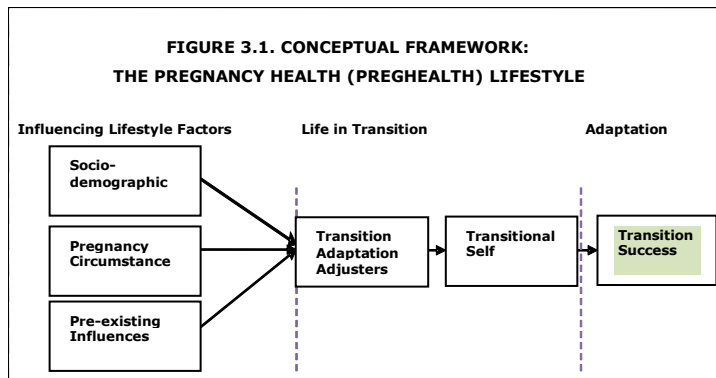 FIGURE 3.1. CONCEPTUAL FRAMEWORK:
THE PREGNANCY HEALTH (PREGHEALTH) LIFESTYLE
Influencing Lifestyle Factors
Life in Transition
Adaptation
Socio-
demographic
Pregnancy
Circumstance
Pre-existing
Influences
Transition
Adaptation
Adjusters
Transitional
Self
Transition
Success